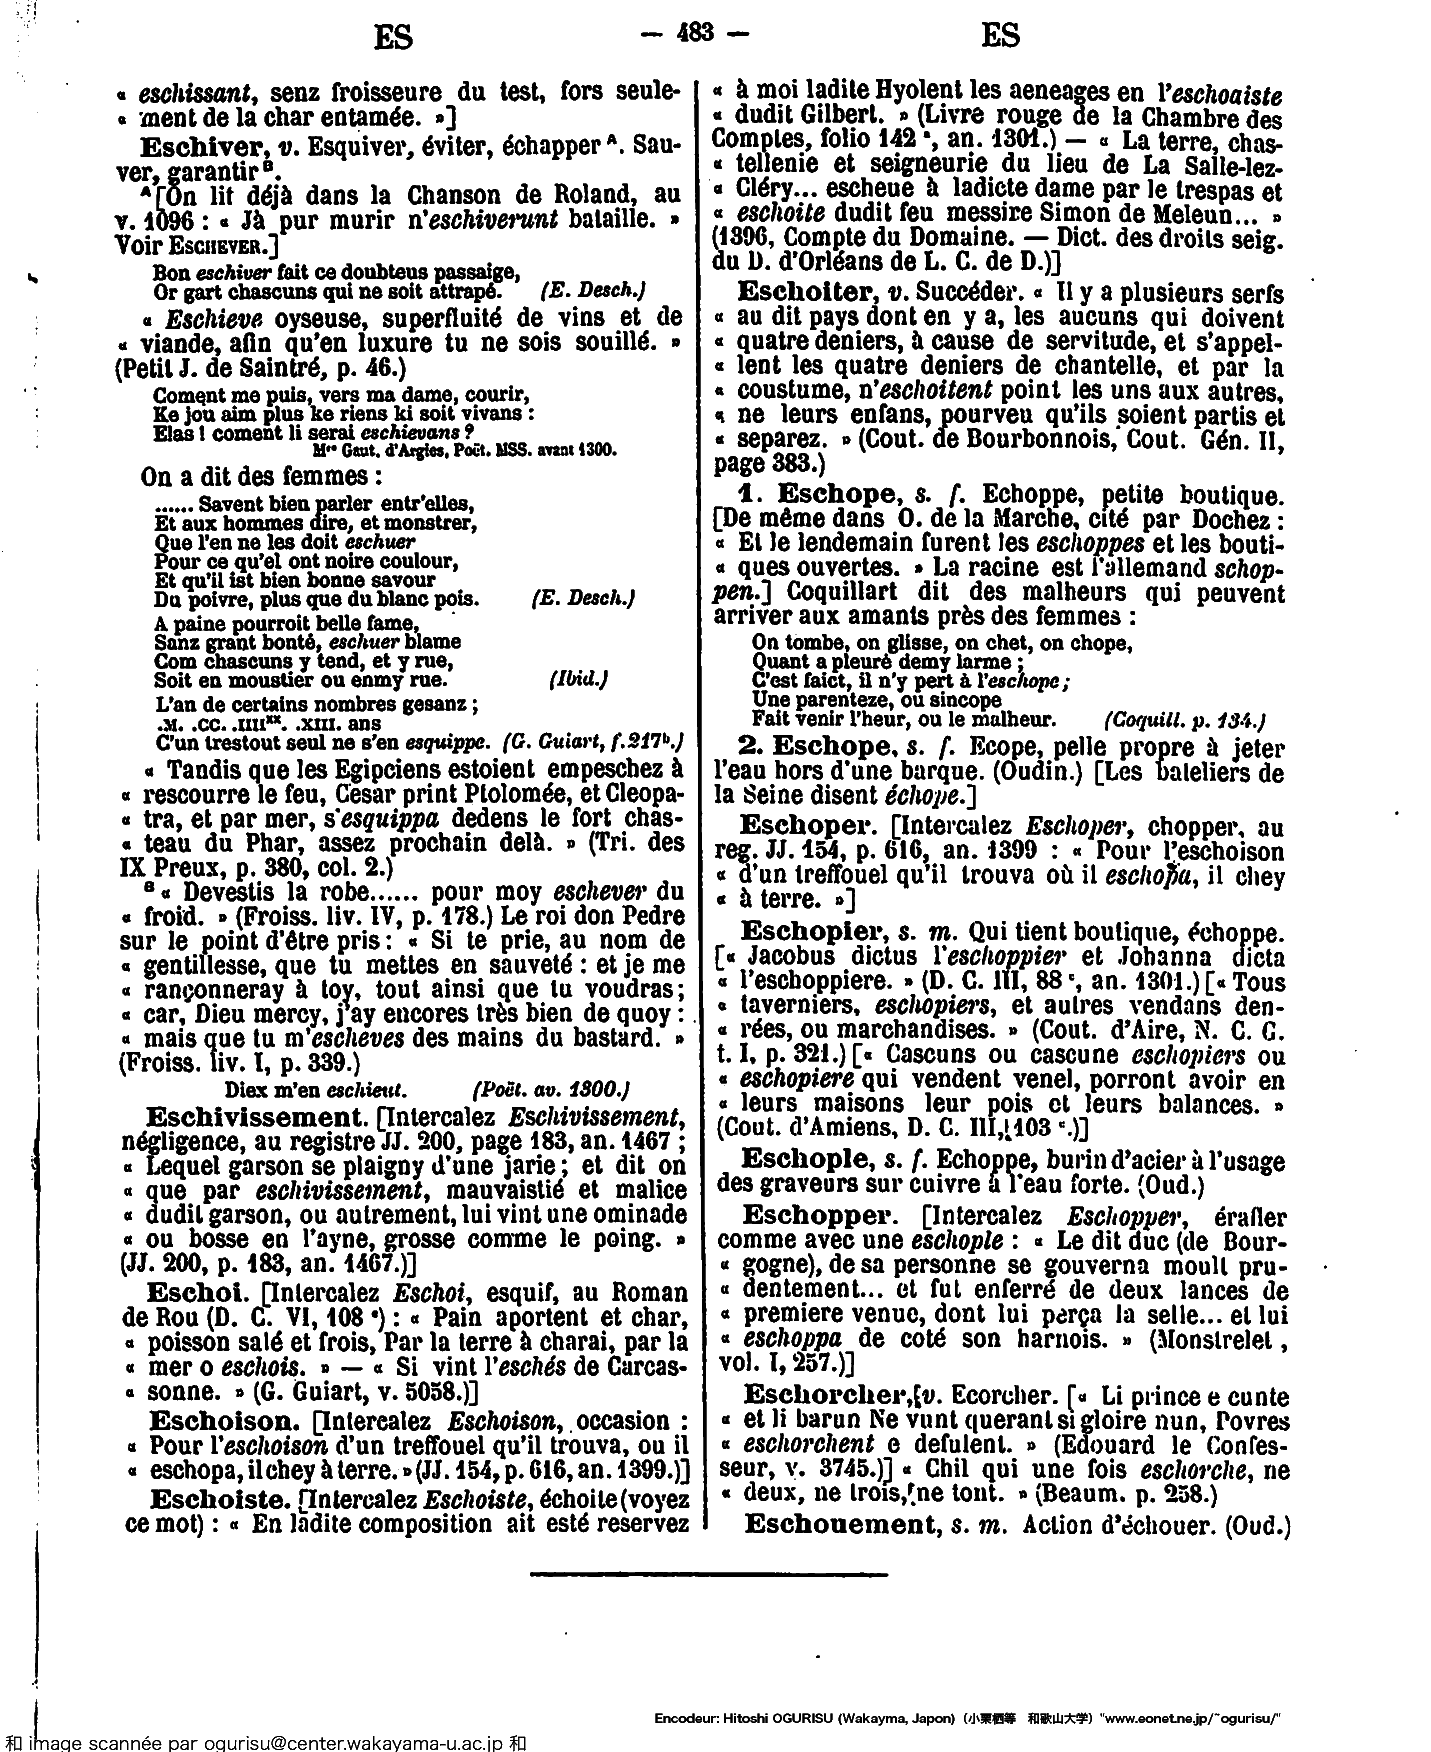 ES
— 483 —
ES
« eschissant, senz froisseure du test, fors seule-
« ment de la char entamée. »]
Eschiver, v. Esquiver, éviter, échapper A. Sau-
ver, garantir B.
A [On lit déjà dans la Chanson de Roland, au
v. 1096 : « Jà pur murir n'eschiverunt bataille. »
Voir ESCHEVER.]
Bon eschiver fait ce doubteus passaige,
Or gart chascuns qui ne soit attrapé. (E. Desch.)
« Eschieve oyseuse, superfluité de vins et de
« viande, afin qu'en luxure tu ne sois souillé. »
(Petit J. de Saintré, p. 46.)
Coment me puis, vers ma dame, courir,
Ke jou aim plus ke riens ki soit vivans :
Elas ! coment li serai eschievans ?
Mre Gaut. d'Argies, Poët. MSS. avant 1300.
On a dit des femmes :
...... Savent bien parler entr'elles,
Et aux hommes dire, et monstrer,
Que l'en ne les doit eschuer
Pour ce qu'el ont noire coulour,
Et qu'il ist bien bonne savour
Du poivre, plus que du blanc pois. (E. Desch.)
A paine pourroit belle fame,
Sanz grant bonté, eschuer blame
Com chascuns y tend, et y rue,
Soit en moustier ou enmy rue. (Ibid.)
L'an de certains nombres gesanz ;
.M. .CC. .IIIIxx. .XIII. ans
C'un trestout seul ne s'en esquippe. (G. Guiart, f. 217b.)
« Tandis que les Egipciens estoient empeschez à
« rescourre le feu, Cesar print Ptolomée, et Cleopa-
« tra, et par mer, s'esquippa dedens le fort chas-
« teau du Phar, assez prochain delà. » (Tri. des
IX Preux, p. 380, col. 2.)
B « Devestis la robe...... pour moy eschever du
« froid. » (Froiss. liv. IV, p. 178.) Le roi don Pedre
sur le point d'être pris : « Si te prie, au nom de
« gentillesse, que tu mettes en sauveté : et je me
« rançonneray à toy, tout ainsi que tu voudras ;
« car, Dieu mercy, j'ay encores très bien de quoy :
« mais que tu m'escheves des mains du bastard. »
(Froiss. liv. I, p. 339.)
Diex m'en eschieut. (Poët. av. 1300.)
Eschivissement. [Intercalez Eschivissement,
négligence, au registre JJ. 200, page 183, an. 1467 ;
« Lequel garson se plaigny d'une jarie ; et dit on
« que par eschivissement, mauvaistié et malice
« dudit garson, ou autrement, lui vint une ominade
« ou bosse en l'ayne, grosse comme le poing. »
(JJ. 200, p. 183, an. 1467.)]
Eschoi. [Intercalez Eschoi, esquif, au Roman
de Rou (D. C. VI, 108 c) : « Pain aportent et char,
« poisson salé et frois, Par la terre à charai, par la
« mer o eschois. » — « Si vint l'eschés de Carcas-
« sonne. » (G. Guiart, v. 5058.)]
Eschoison. [Intercalez Eschoison, occasion :
« Pour l'eschoison d'un treffouel qu'il trouva, ou il
« eschopa, il chey à terre. » (JJ. 154, p. 616, an. 1399.)]
Eschoiste. [Intercalez Eschoiste, échoite (voyez
ce mot) : « En ladite composition ait esté reservez
« à moi ladite Hyolent les aeneages en l'eschoaiste
« dudit Gilbert. » (Livre rouge de la Chambre des
Comptes, folio 142 a, an. 1301.) — « La terre, chas-
« tellenie et seigneurie du lieu de La Salle-lez-
« Cléry... escheue à ladicte dame par le trespas et
« eschoite dudit feu messire Simon de Meleun... »
(1396, Compte du Domaine. — Dict. des droits seig.
du D. d'Orléans de L. C. de D.)]
Eschoiter, v. Succéder. « Il y a plusieurs serfs
« au dit pays dont en y a, les aucuns qui doivent
« quatre deniers, à cause de servitude, et s'appel-
« lent les quatre deniers de chantelle, et par la
« coustume, n'eschoitent point les uns aux autres,
« ne leurs enfans, pourveu qu'ils soient partis et
« separez. » (Cout. de Bourbonnois, Cout. Gén. II,
page 383.)
1. Eschope, s. f. Echoppe, petite boutique.
[De même dans O. de la Marche, cité par Dochez :
« Et le lendemain furent les eschoppes et les bouti-
« ques ouvertes. » La racine est l'allemand schop-
pen.] Coquillart dit des malheurs qui peuvent
arriver aux amants près des femmes :
On tombe, on glisse, on chet, on chope,
Quant a pleuré demy larme ;
C'est faict, il n'y pert à l'eschope ;
Une parenteze, ou sincope
Fait venir l'heur, ou le malheur. (Coquill. p. 134.)
2. Eschope, s. f. Ecope, pelle propre à jeter
l'eau hors d'une barque. (Oudin.) [Les bateliers de
la Seine disent échope.]
Eschoper. [Intercalez Eschoper, chopper, au
reg. JJ. 154, p. 616, an. 1399 : « Pour l'eschoison
« d'un treffouel qu'il trouva où il eschopa, il chey
« à terre. »]
Eschopier, s. m. Qui tient boutique, échoppe.
[« Jacobus dictus l'eschoppier et Johanna dicta
« l'eschoppiere. » (D. C. III, 88 c, an. 1301.) [« Tous
« taverniers, eschopiers, et autres vendans den-
« rées, ou marchandises. » (Cout. d'Aire, N. C. G.
t. I, p. 321.) [« Cascuns ou cascune eschopiers ou
« eschopiere qui vendent venel, porront avoir en
« leurs maisons leur pois et leurs balances. »
(Cout. d'Amiens, D. C. III, 103 c.)]
Eschople, s. f. Echoppe, burin d'acier à l'usage
des graveurs sur cuivre à l'eau forte. (Oud.)
Eschopper. [Intercalez Eschopper, érafler
comme avec une eschople : « Le dit duc (de Bour-
« gogne), de sa personne se gouverna moult pru-
« dentement... et fut enferré de deux lances de
« premiere venue, dont lui perça la selle... et lui
« eschoppa de coté son harnois. » (Monstrelet,
vol. I, 257.)]
Eschorcher, v. Ecorcher. [« Li prince e cunte
« et li barun Ne vunt querant si gloire nun, Povres
« eschorchent e defulent. » (Edouard le Confes-
seur, v. 3745.)] « Chil qui une fois eschorche, ne
« deux, ne trois, ne tont. » (Beaum. p. 258.)
Eschouement, s. m. Action d'échouer. (Oud.)
Encodeur: Hitoshi OGURISU (Wakayma, Japon) (小栗栖等 和歌山大学) "www.eonet.ne.jp/~ogurisu/"
和 image scannée par ogurisu@center.wakayama-u.ac.jp 和